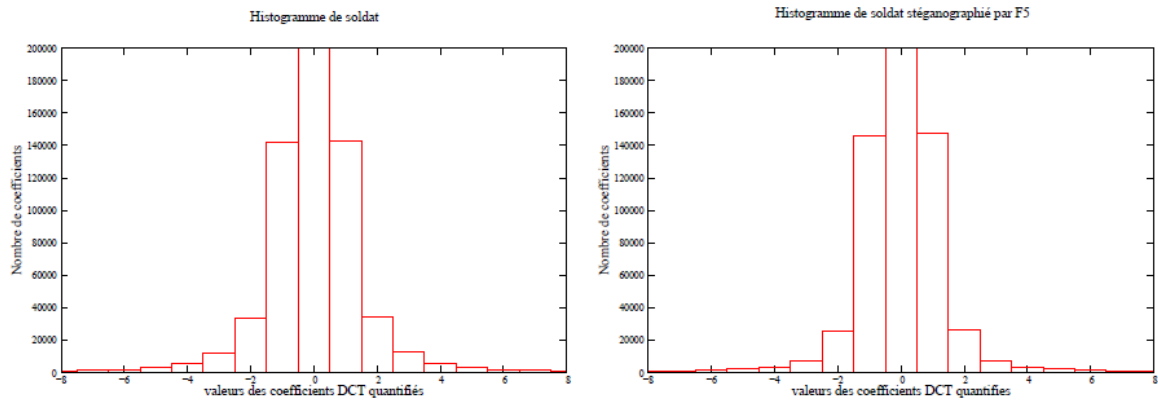 Histogramme de soldat
200000
180000
160000
140000
120000
100000
80000
60000
40000
20000
0
Nombre de coefficients
-8 -6 -4 -2 0 2 4 6 8
valeurs des coefficients DCT quantifiés
Histogramme de soldat stéganographié par F5
200000
180000
160000
140000
120000
100000
80000
60000
40000
20000
0
Nombre de coefficients
-8 -6 -4 -2 0 2 4 6 8
valeurs des coefficients DCT quantifiés